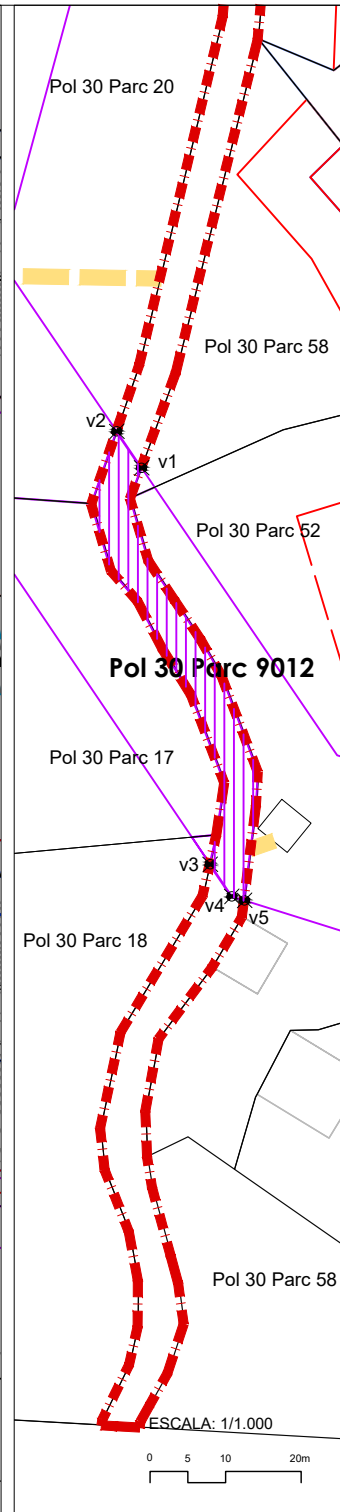 Pol 30 Parc 20
Pol 30 Parc 58
v2
v1
Pol 30 Parc 52
Pol 30 Parc 9012
Pol 30 Parc 17
v3
v4
v5
Pol 30 Parc 18
Pol 30 Parc 58
ESCALA: 1/1.000
0 5 10 20m